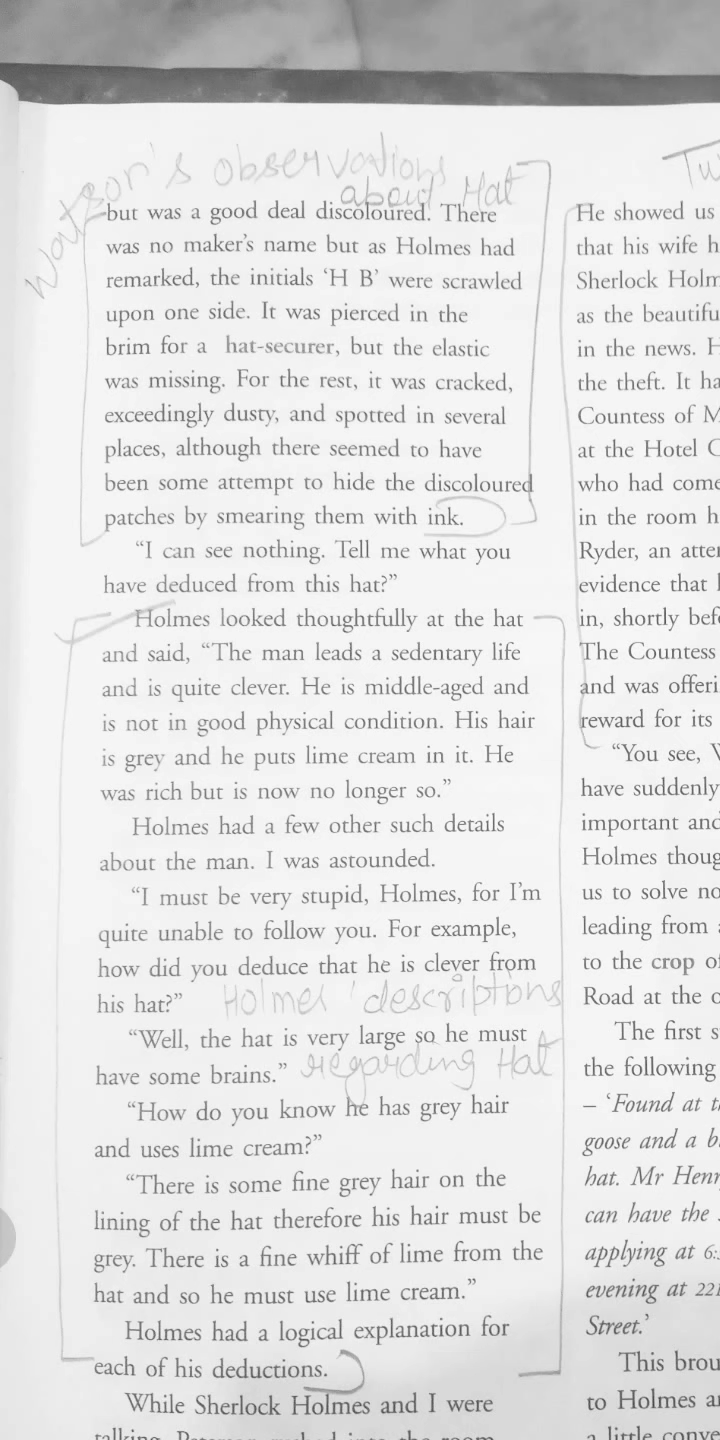 Watson's observations
about Hat
but was a good deal discoloured. There
was no maker's name but as Holmes had
remarked, the initials ‘H B’ were scrawled
upon one side. It was pierced in the
brim for a hat-securer, but the elastic
was missing. For the rest, it was cracked,
exceedingly dusty, and spotted in several
places, although there seemed to have
been some attempt to hide the discoloured
patches by smearing them with ink.
“I can see nothing. Tell me what you
have deduced from this hat?”
Holmes looked thoughtfully at the hat
and said, “The man leads a sedentary life
and is quite clever. He is middle-aged and
is not in good physical condition. His hair
is grey and he puts lime cream in it. He
was rich but is now no longer so.”
Holmes had a few other such details
about the man. I was astounded.
“I must be very stupid, Holmes, for I’m
quite unable to follow you. For example,
how did you deduce that he is clever from
his hat?”
Holmes' descriptions
“Well, the hat is very large so he must
have some brains.”
regarding Hat
“How do you know he has grey hair
and uses lime cream?”
“There is some fine grey hair on the
lining of the hat therefore his hair must be
grey. There is a fine whiff of lime from the
hat and so he must use lime cream.”
Holmes had a logical explanation for
each of his deductions.
While Sherlock Holmes and I were
He showed us
that his wife
Sherlock
as the
in the news.
the theft. It
Countess of
at the Hotel
who had come
in the room
Ryder, an
evidence that
in, shortly
The Countess
and was
reward for its
“You see,
have suddenly
important and
Holmes
us to solve
leading from
to the crop of
Road at the
The first
the following
– ‘Found at
goose and a
hat. Mr
can have the
applying at
evening at
Street.’
This
to Holmes
a little